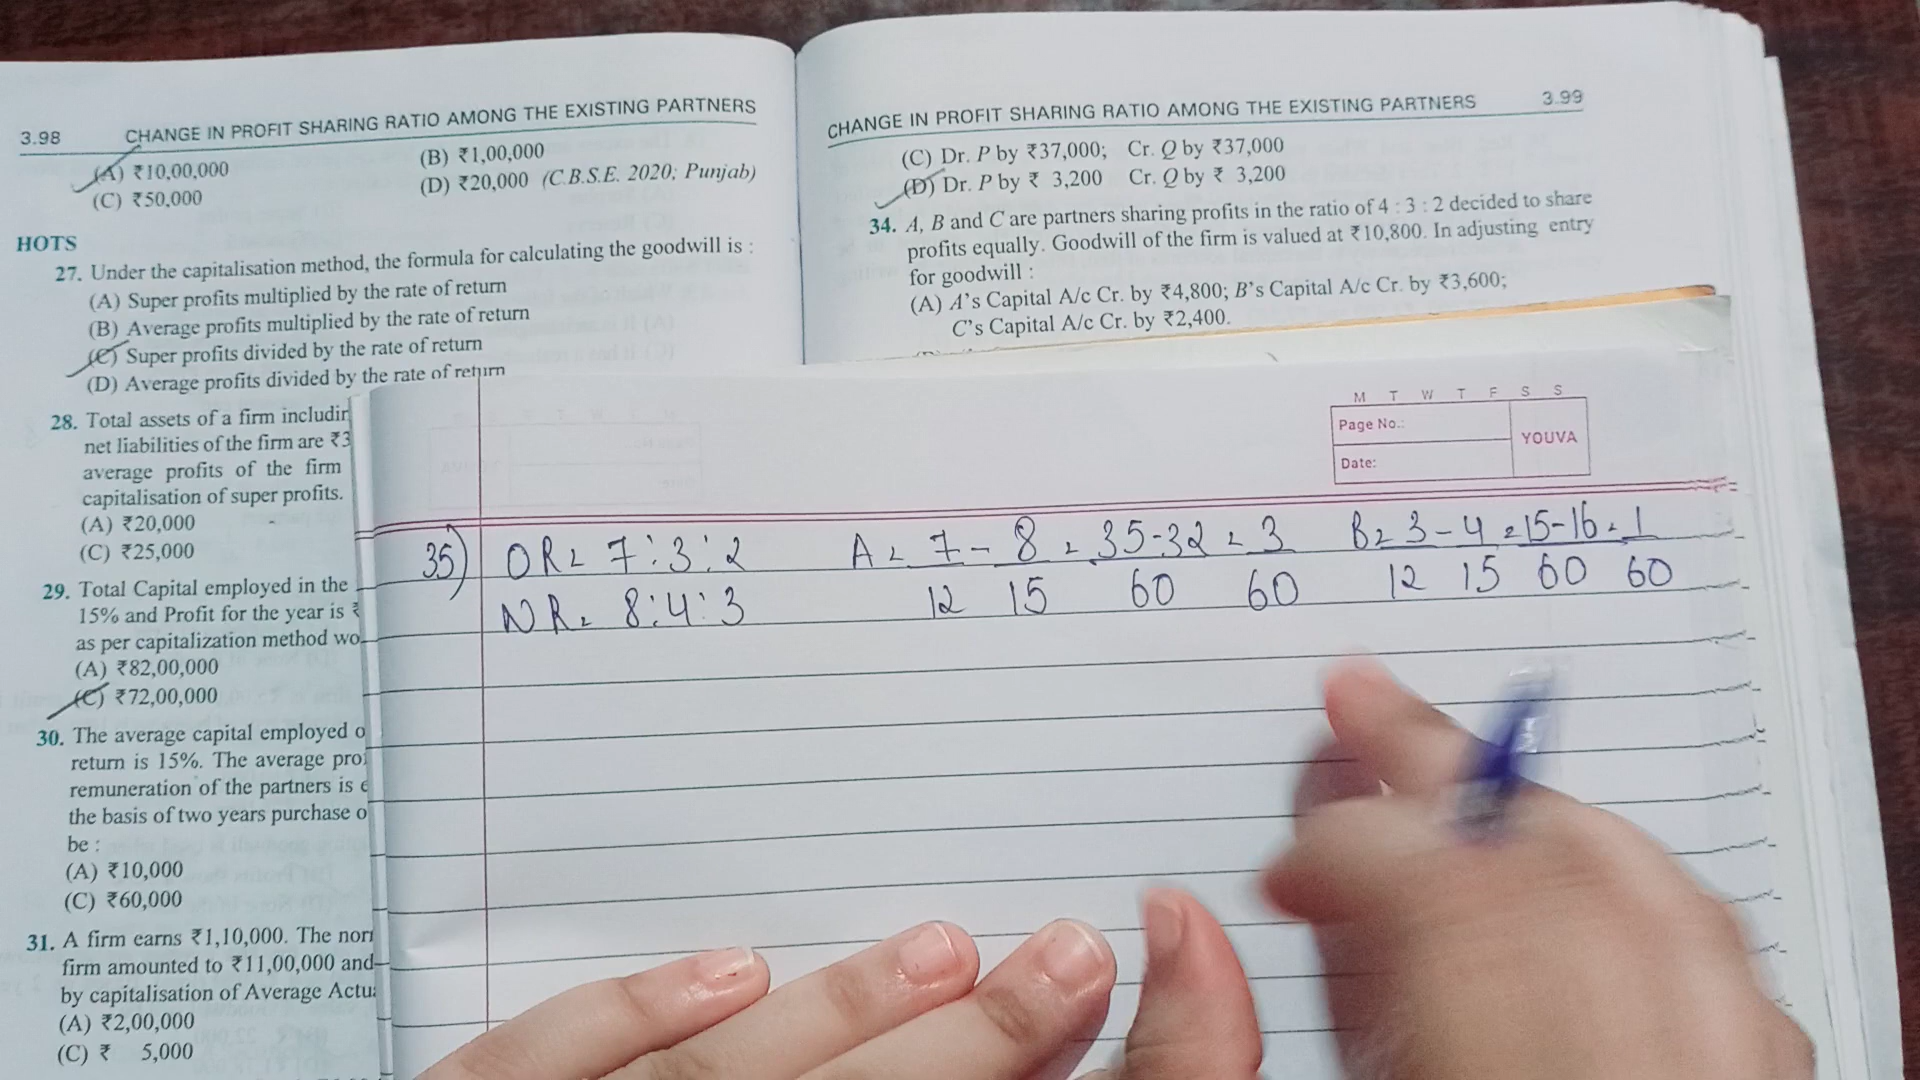 3.98 CHANGE IN PROFIT SHARING RATIO AMONG THE EXISTING PARTNERS
(A) ₹10,00,000 (B) ₹1,00,000
(C) ₹50,000 (D) ₹20,000 (C.B.S.E. 2020; Punjab)
HOTS
27. Under the capitalisation method, the formula for calculating the goodwill is :
(A) Super profits multiplied by the rate of return
(B) Average profits multiplied by the rate of return
(C) Super profits divided by the rate of return
(D) Average profits divided by the rate of return
28. Total assets of a firm includin
net liabilities of the firm are ₹3
average profits of the firm
capitalisation of super profits.
(A) ₹20,000
(C) ₹25,000
29. Total Capital employed in the
15% and Profit for the year is ₹
as per capitalization method wo
(A) ₹82,00,000
(C) ₹72,00,000
30. The average capital employed o
return is 15%. The average pro
remuneration of the partners is
the basis of two years purchase o
be :
(A) ₹10,000
(C) ₹60,000
31. A firm earns ₹1,10,000. The nor
firm amounted to ₹11,00,000 and
by capitalisation of Average Actu
(A) ₹2,00,000
(C) ₹ 5,000
CHANGE IN PROFIT SHARING RATIO AMONG THE EXISTING PARTNERS 3.99
(C) Dr. P by ₹37,000; Cr. Q by ₹37,000
(D) Dr. P by ₹ 3,200 Cr. Q by ₹ 3,200
34. A, B and C are partners sharing profits in the ratio of 4 : 3 : 2 decided to share
profits equally. Goodwill of the firm is valued at ₹10,800. In adjusting entry
for goodwill :
(A) A's Capital A/c Cr. by ₹4,800; B's Capital A/c Cr. by ₹3,600;
C's Capital A/c Cr. by ₹2,400.
M T W T F S S
Page No.:
YOUVA
Date:
35) OR = 7:3:2 A = 7 - 8 = 35-32 = 3 B = 3 - 4 = 15-16 = 1
NR = 8:4:3 12 15 60 60 12 15 60 60